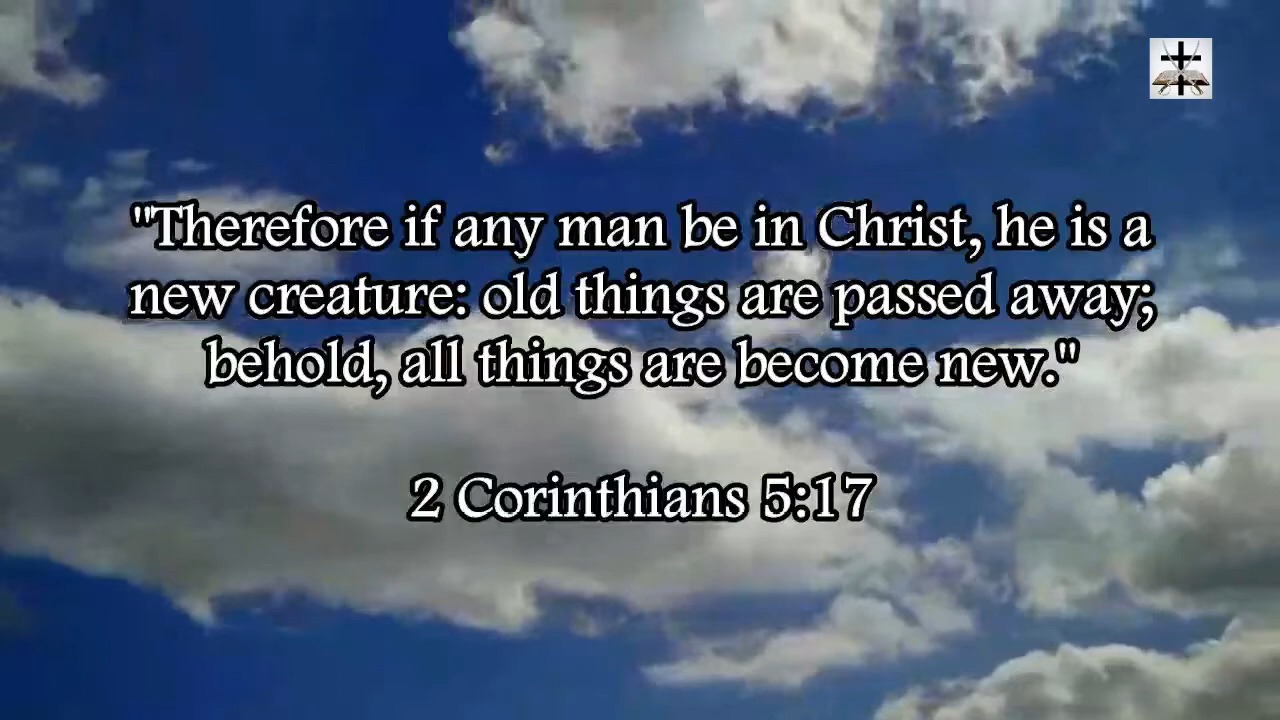 "Therefore if any man be in Christ, he is a
new creature: old things are passed away;
behold, all things are become new."
2 Corinthians 5:17